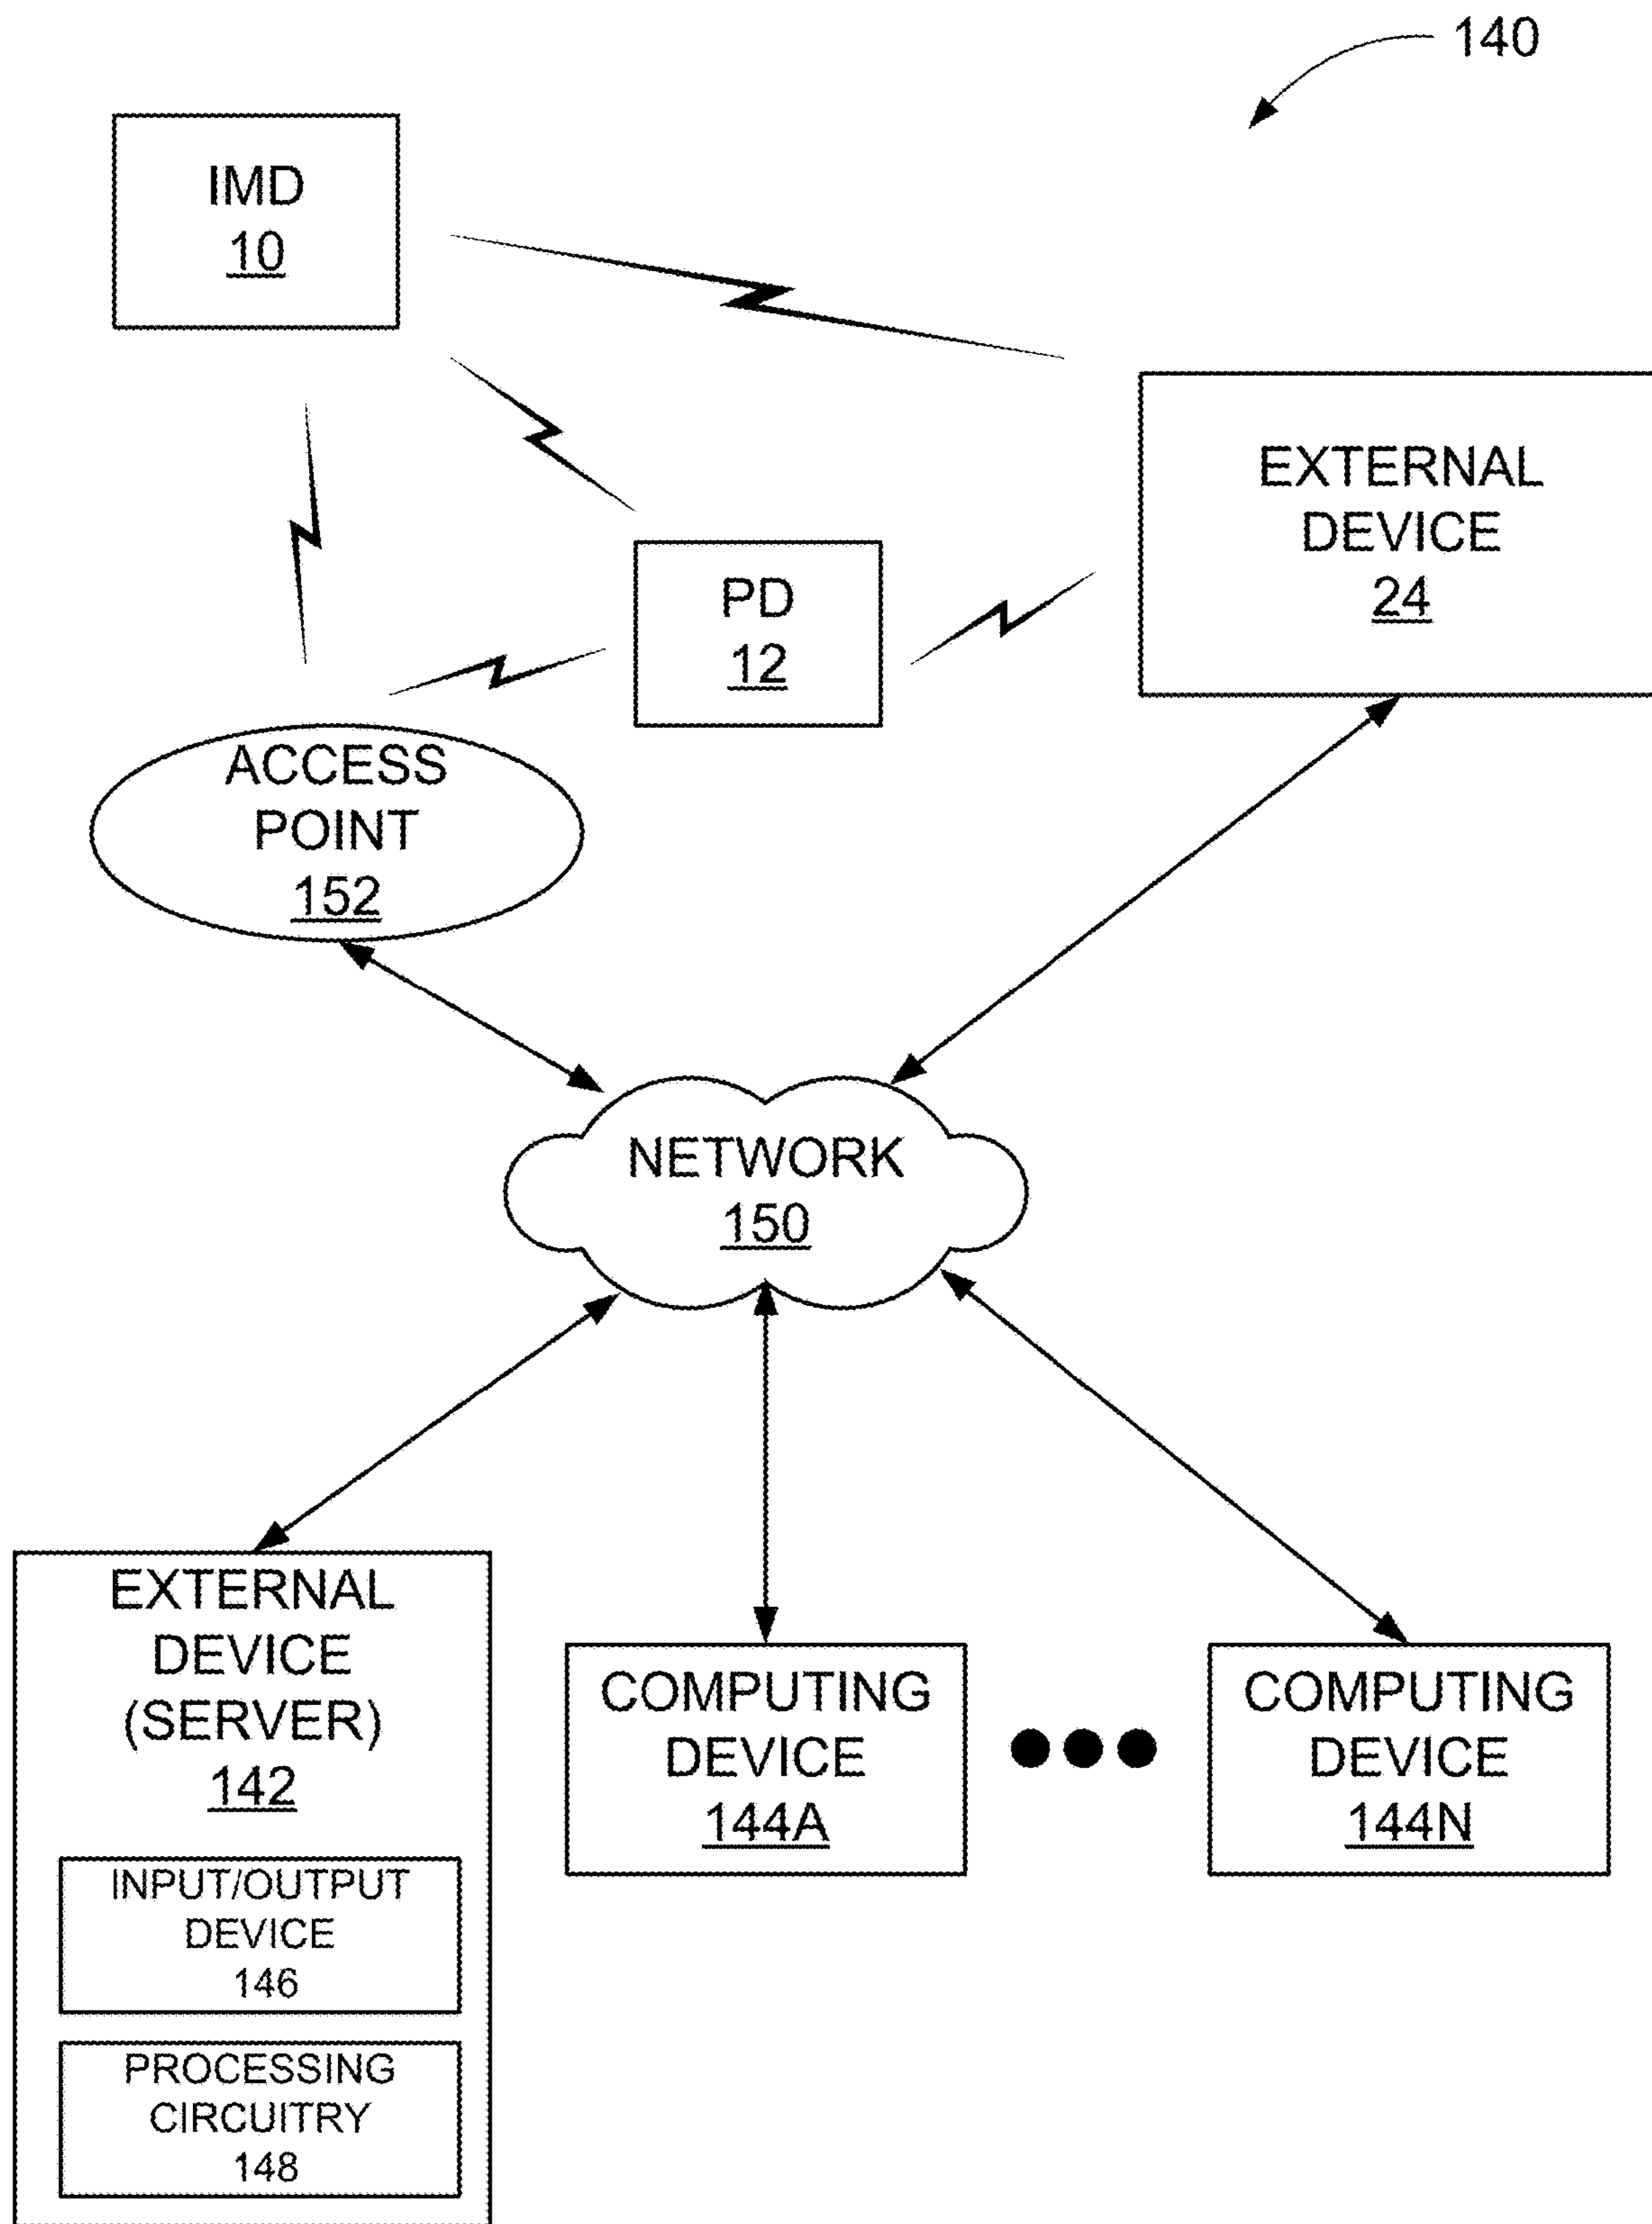 140
IMD
10
EXTERNAL
DEVICE
24
PD
12
ACCESS
POINT
152
NETWORK
150
EXTERNAL
DEVICE
(SERVER)
142
INPUT/OUTPUT
DEVICE
146
PROCESSING
CIRCUITRY
148
COMPUTING
DEVICE
144A
COMPUTING
DEVICE
144N